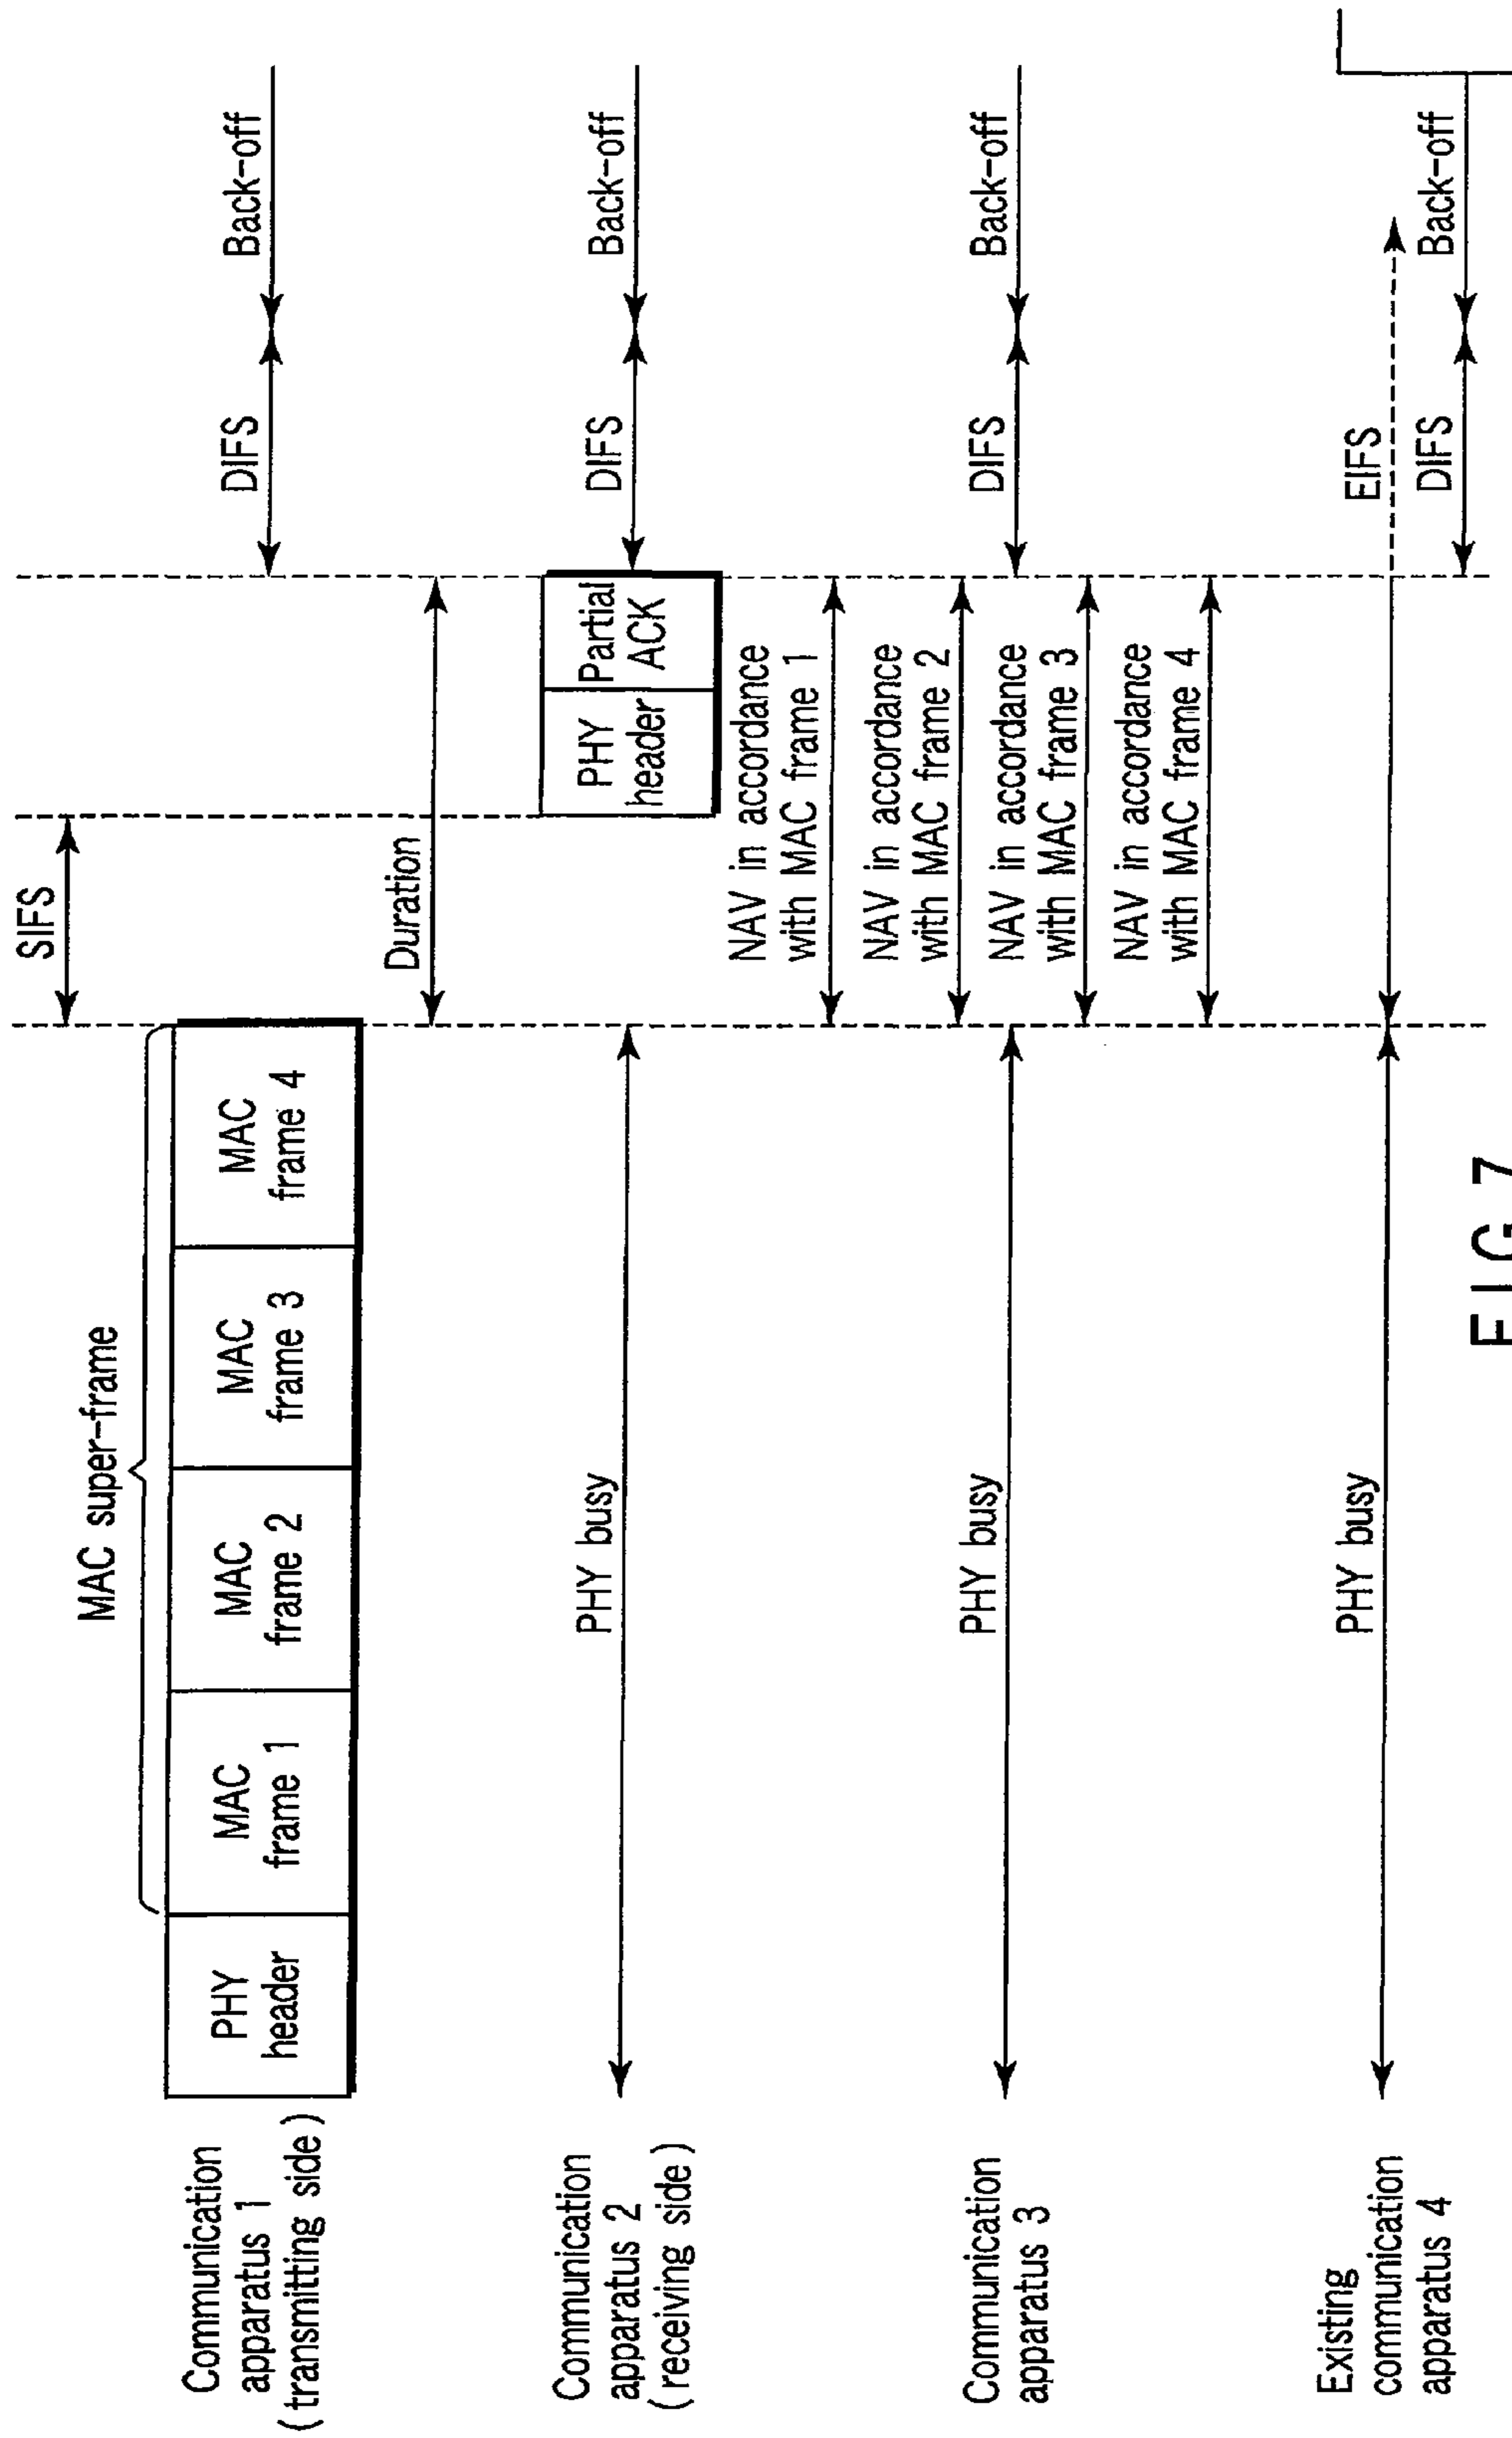 SIFS
MAC super-frame
Communication
apparatus 1
(transmitting side)
PHY
header
MAC
frame 1
MAC
frame 2
MAC
frame 3
MAC
frame 4
DIFS
Back-off
Duration
Communication
apparatus 2
(receiving side)
PHY busy
PHY
header
Partial
ACK
DIFS
Back-off
NAV in accordance
with MAC frame 1
NAV in accordance
with MAC frame 2
Communication
apparatus 3
PHY busy
NAV in accordance
with MAC frame 3
NAV in accordance
with MAC frame 4
DIFS
Back-off
Existing
communication
apparatus 4
PHY busy
EIFS
DIFS
Back-off
FIG. 7